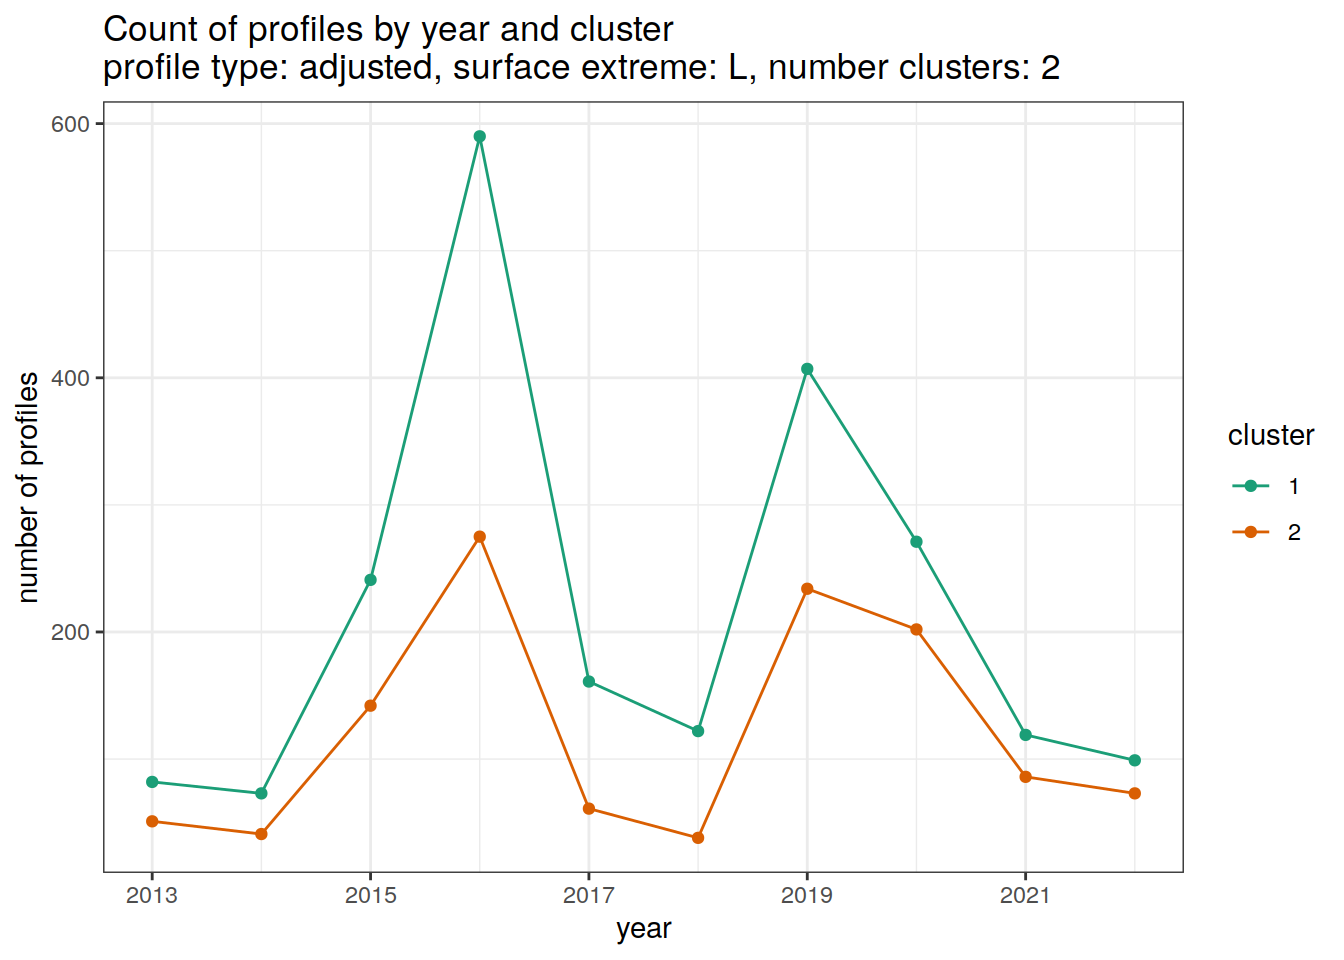 Count of profiles by year and cluster
profile type: adjusted, surface extreme: L, number clusters: 2
600
400
200
number of profiles
2013
2015
2017
2019
2021
year
cluster
1
2